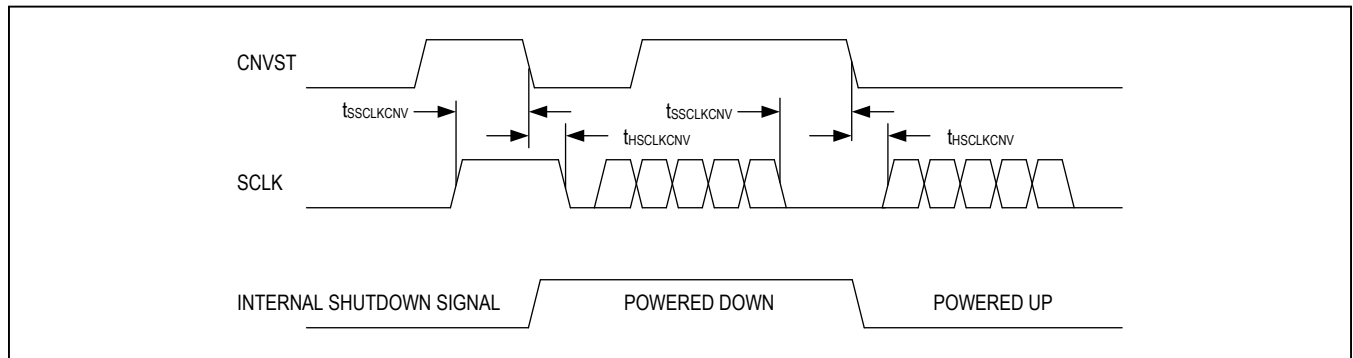 CNVST
tSSCLKCNV
tSSCLKCNV
tHSCLKCNV
tHSCLKCNV
SCLK
INTERNAL SHUTDOWN SIGNAL
POWERED DOWN
POWERED UP